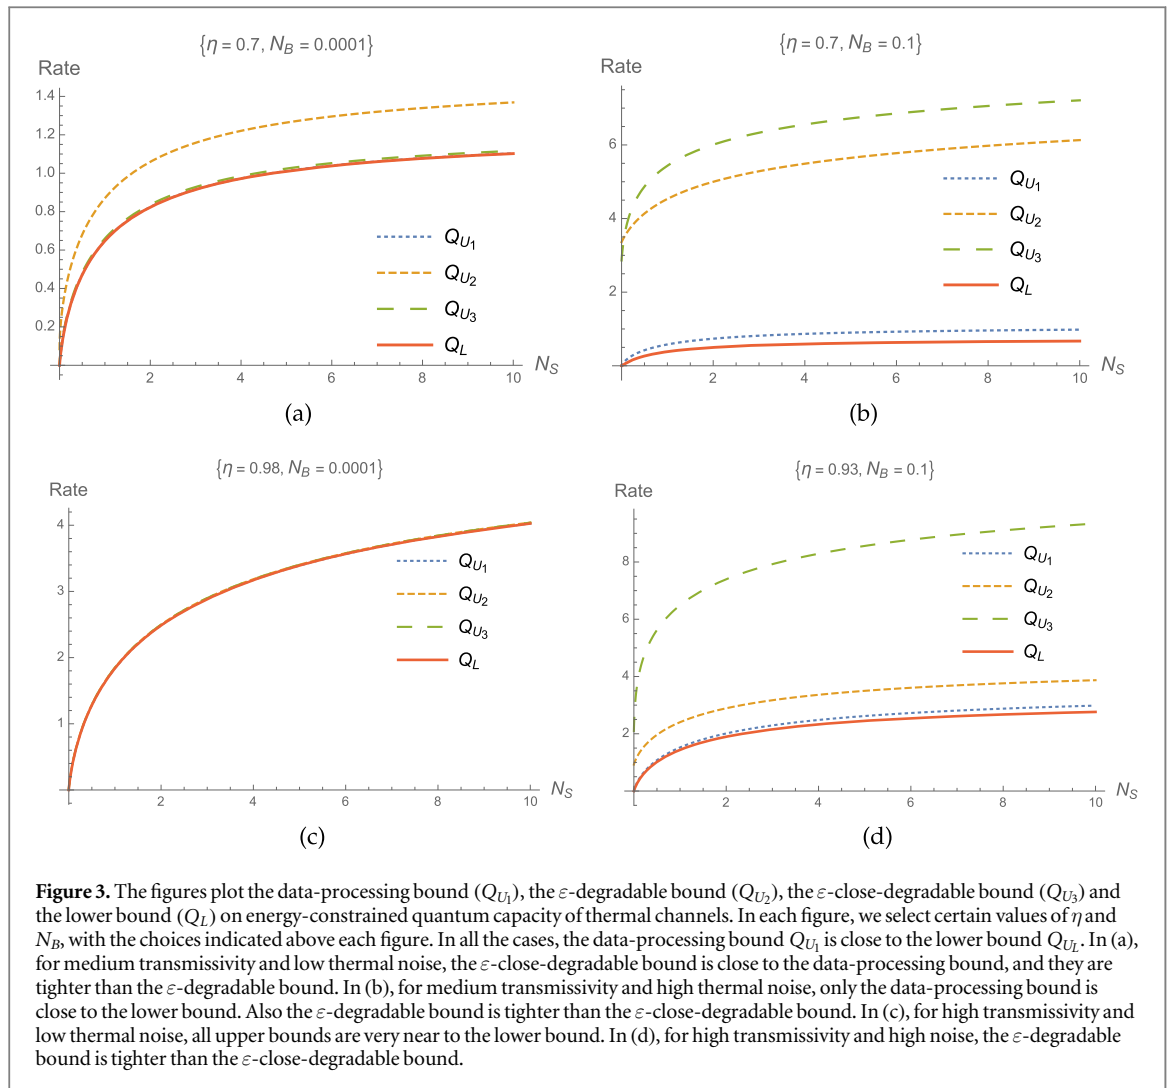 {η = 0.7, N_B = 0.0001}
Rate
1.4
1.2
1.0
0.8
0.6
0.4
0.2
2 4 6 8 10 N_S
Q_{U_1}
Q_{U_2}
Q_{U_3}
Q_L
(a)
{η = 0.7, N_B = 0.1}
Rate
6
4
2
2 4 6 8 10 N_S
Q_{U_1}
Q_{U_2}
Q_{U_3}
Q_L
(b)
{η = 0.98, N_B = 0.0001}
Rate
4
3
2
1
2 4 6 8 10 N_S
Q_{U_1}
Q_{U_2}
Q_{U_3}
Q_L
(c)
{η = 0.93, N_B = 0.1}
Rate
8
6
4
2
2 4 6 8 10 N_S
Q_{U_1}
Q_{U_2}
Q_{U_3}
Q_L
(d)
Figure 3. The figures plot the data-processing bound (Q_{U_1}), the ε-degradable bound (Q_{U_2}), the ε-close-degradable bound (Q_{U_3}) and
the lower bound (Q_L) on energy-constrained quantum capacity of thermal channels. In each figure, we select certain values of η and
N_B, with the choices indicated above each figure. In all the cases, the data-processing bound Q_{U_1} is close to the lower bound Q_{U_L}. In (a),
for medium transmissivity and low thermal noise, the ε-close-degradable bound is close to the data-processing bound, and they are
tighter than the ε-degradable bound. In (b), for medium transmissivity and high thermal noise, only the data-processing bound is
close to the lower bound. Also the ε-degradable bound is tighter than the ε-close-degradable bound. In (c), for high transmissivity and
low thermal noise, all upper bounds are very near to the lower bound. In (d), for high transmissivity and high noise, the ε-degradable
bound is tighter than the ε-close-degradable bound.